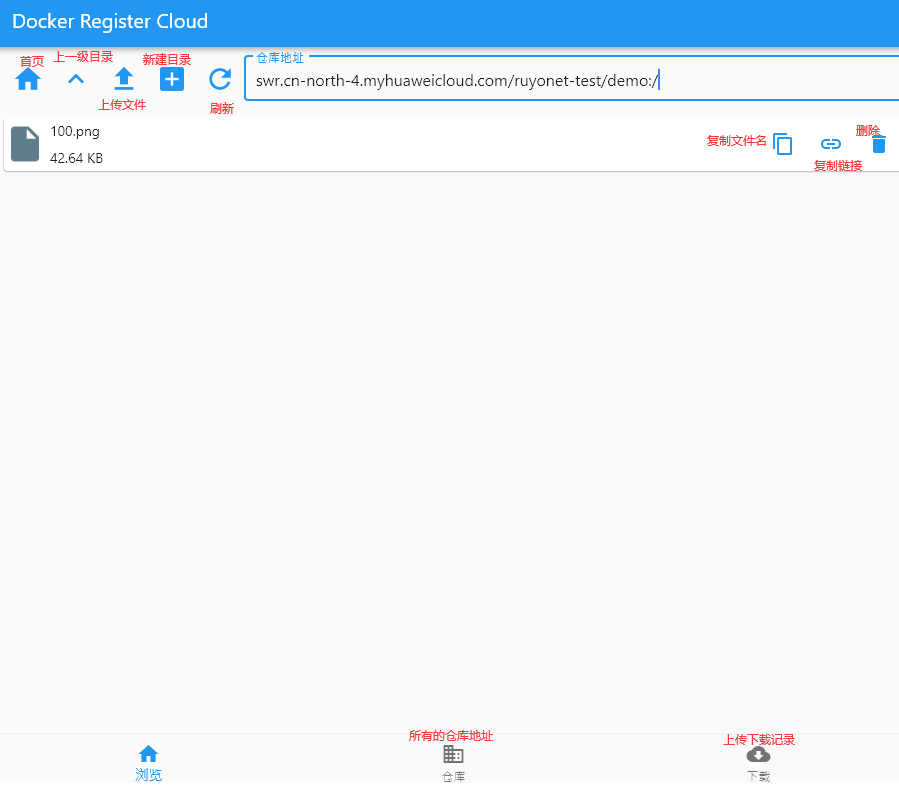 Docker Register Cloud
首页
上一级目录
新建目录
上传文件
刷新
仓库地址
swr.cn-north-4.myhuaweicloud.com/ruyonet-test/demo:/
100.png
42.64 KB
复制文件名
复制链接
删除
所有的仓库地址
上传下载记录
浏览
仓库
下载